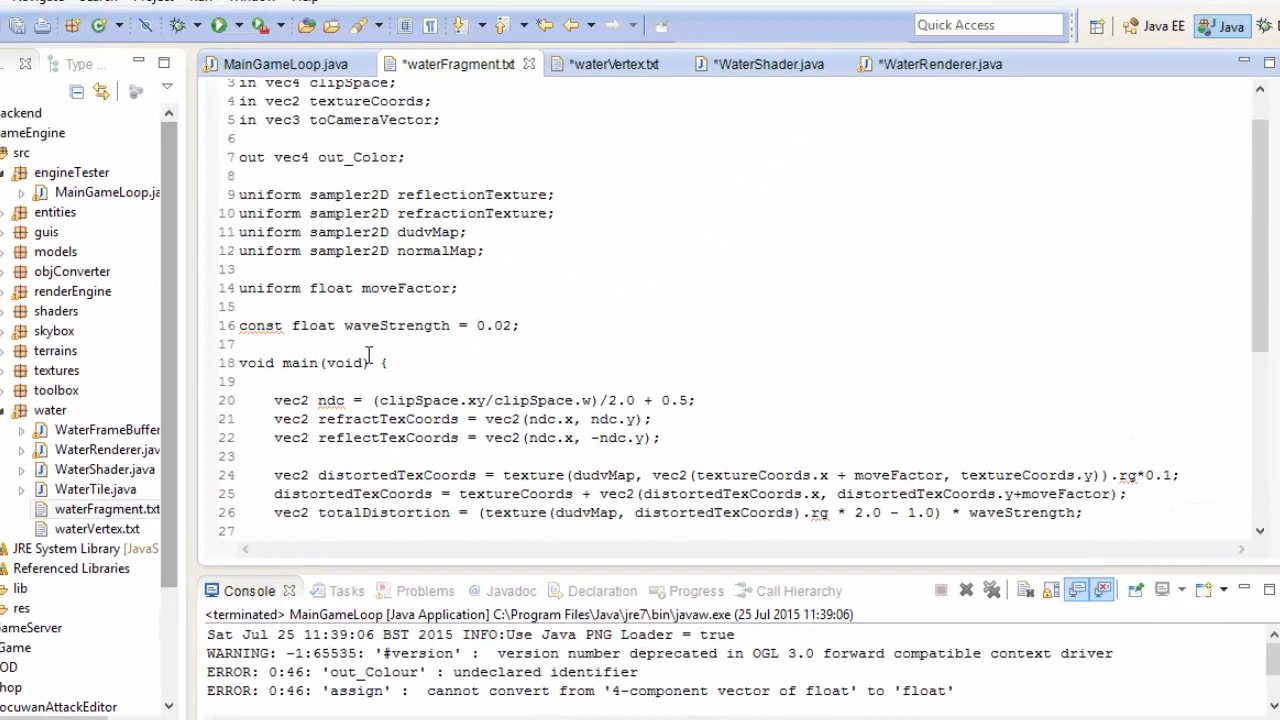 Quick Access
Java EE
Java
Type ...
MainGameLoop.java
*waterFragment.txt
*waterVertex.txt
*WaterShader.java
*WaterRenderer.java
ackend
ameEngine
src
engineTester
MainGameLoop.ja
entities
guis
models
objConverter
renderEngine
shaders
skybox
terrains
textures
toolbox
water
WaterFrameBuffer
WaterRenderer.jav
WaterShader.java
WaterTile.java
waterFragment.txt
waterVertex.txt
JRE System Library [JavaS
Referenced Libraries
lib
res
ameServer
Game
OD
hop
ocuwanAttackEditor
3 in vec4 clipSpace;
4 in vec2 textureCoords;
5 in vec3 toCameraVector;
6
7 out vec4 out_Color;
8
9 uniform sampler2D reflectionTexture;
10 uniform sampler2D refractionTexture;
11 uniform sampler2D dudvMap;
12 uniform sampler2D normalMap;
13
14 uniform float moveFactor;
15
16 const float waveStrength = 0.02;
17
18 void main(void) {
19
20 vec2 ndc = (clipSpace.xy/clipSpace.w)/2.0 + 0.5;
21 vec2 refractTexCoords = vec2(ndc.x, ndc.y);
22 vec2 reflectTexCoords = vec2(ndc.x, -ndc.y);
23
24 vec2 distortedTexCoords = texture(dudvMap, vec2(textureCoords.x + moveFactor, textureCoords.y)).rg*0.1;
25 distortedTexCoords = textureCoords + vec2(distortedTexCoords.x, distortedTexCoords.y+moveFactor);
26 vec2 totalDistortion = (texture(dudvMap, distortedTexCoords).rg * 2.0 - 1.0) * waveStrength;
27
Console
Tasks
Problems
@ Javadoc
Declaration
Progress
Call Hierarchy
<terminated> MainGameLoop [Java Application] C:\Program Files\Java\jre7\bin\javaw.exe (25 Jul 2015 11:39:06)
Sat Jul 25 11:39:06 BST 2015 INFO:Use Java PNG Loader = true
WARNING: -1:65535: '#version' :  version number deprecated in OGL 3.0 forward compatible context driver
ERROR: 0:46: 'out_Colour' : undeclared identifier
ERROR: 0:46: 'assign' :  cannot convert from '4-component vector of float' to 'float'